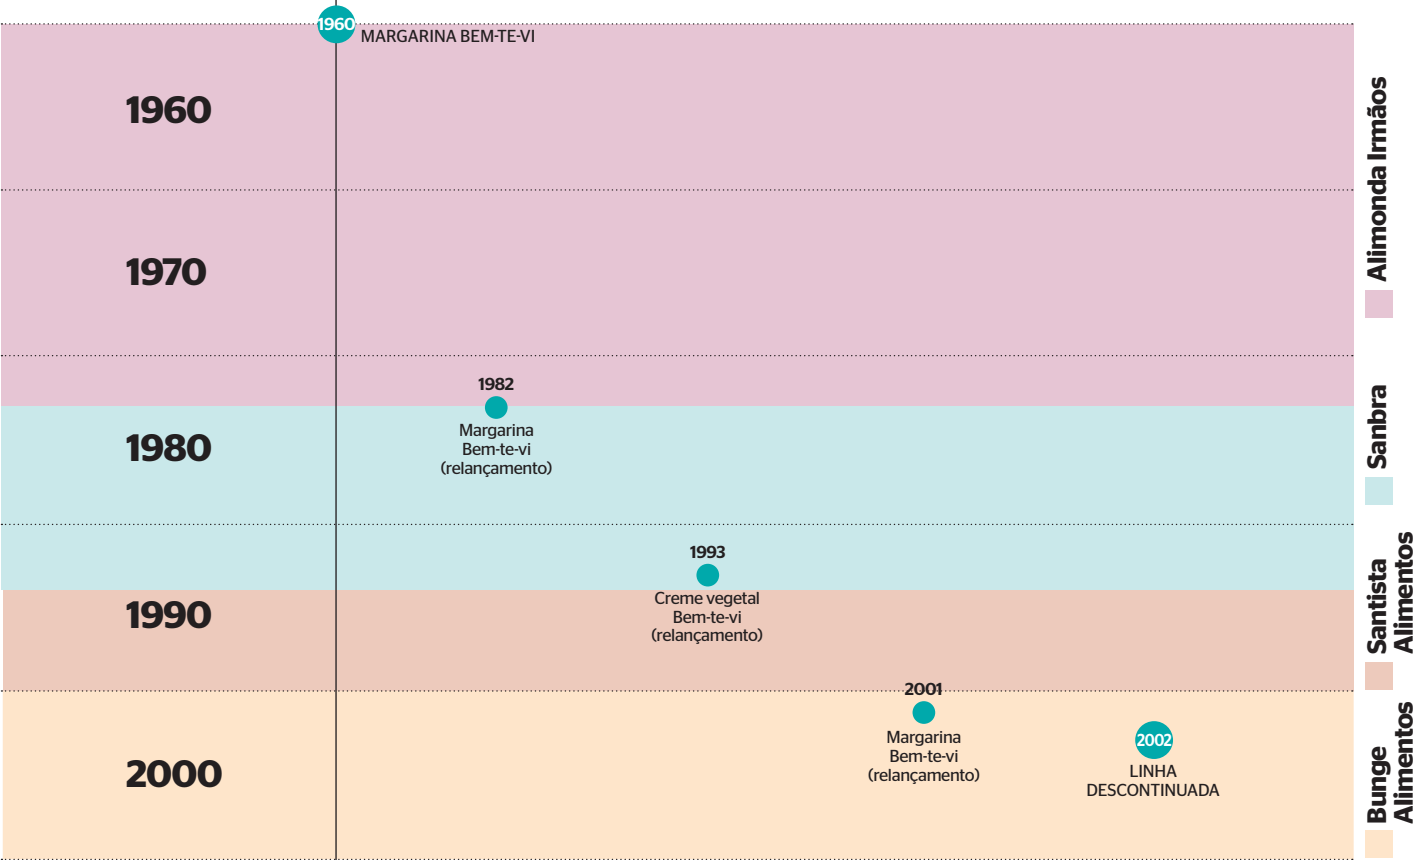 1960
MARGARINA BEM-TE-VI
1960
1970
1982
Margarina
Bem-te-vi
(relançamento)
1980
1993
Creme vegetal
Bem-te-vi
(relançamento)
1990
2001
Margarina
Bem-te-vi
(relançamento)
2002
LINHA
DESCONTINUADA
2000
Alimonda Irmãos
Sanbra
Santista
Alimentos
Bunge
Alimentos